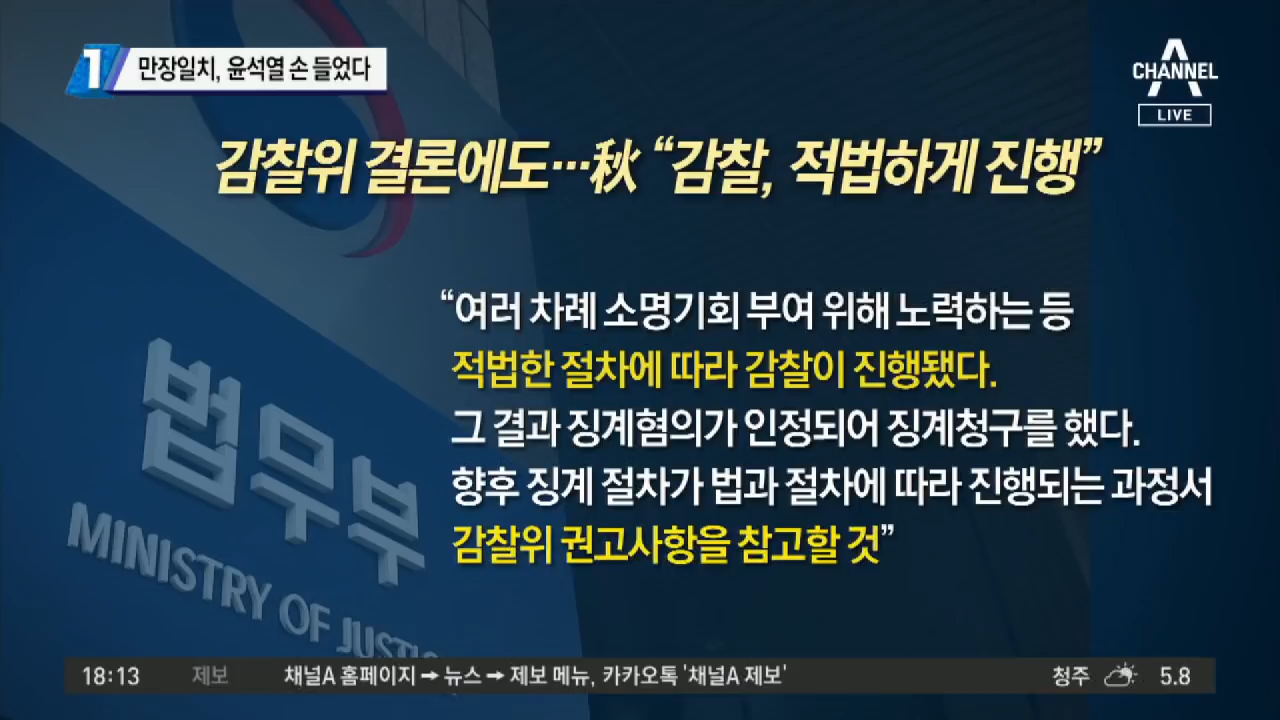 1 만장일치, 윤석열 손 들었다
CHANNEL A
LIVE
감찰위 결론에도…秋 “감찰, 적법하게 진행”
“여러 차례 소명기회 부여 위해 노력하는 등
적법한 절차에 따라 감찰이 진행됐다.
그 결과 징계혐의가 인정되어 징계청구를 했다.
향후 징계 절차가 법과 절차에 따라 진행되는 과정서
감찰위 권고사항을 참고할 것”
법무부
MINISTRY OF JUSTIC
18:13 제보 채널A 홈페이지➞뉴스➞제보 메뉴, 카카오톡 '채널A 제보' 청주 5.8